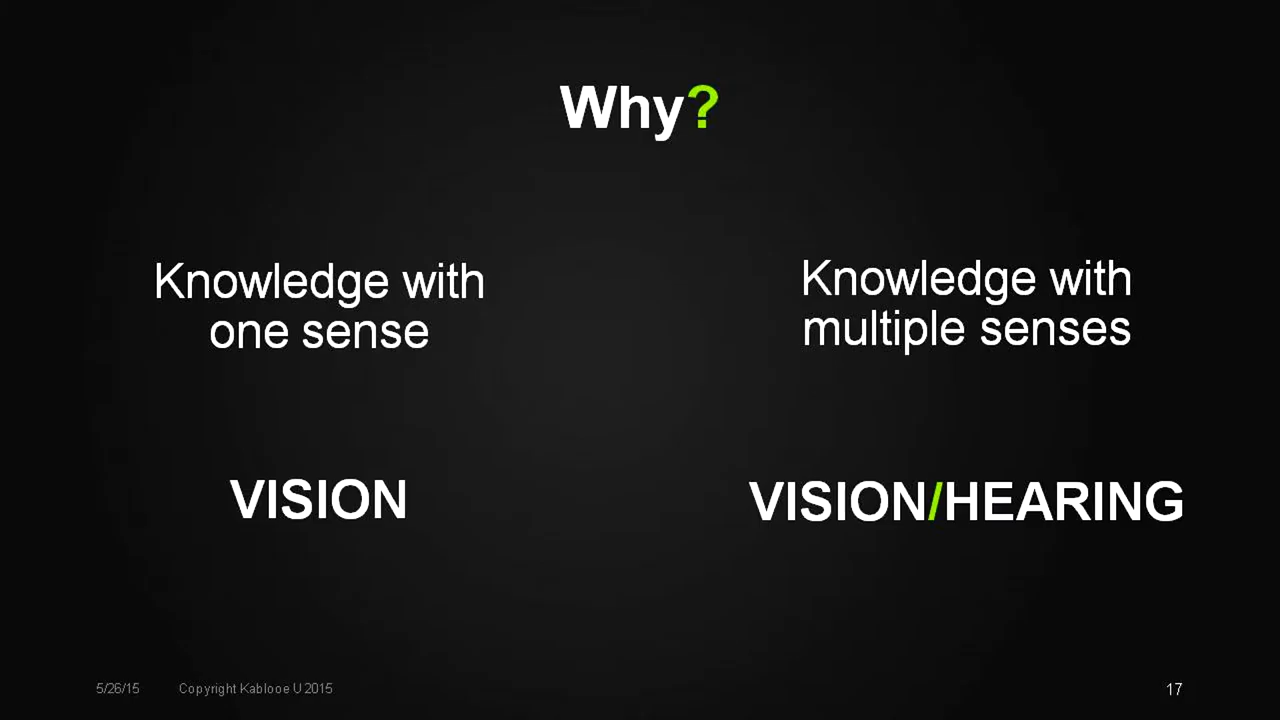 Why?
Knowledge with
one sense
VISION
Knowledge with
multiple senses
VISION/HEARING
5/26/15
Copyright Kablooe U 2015
17